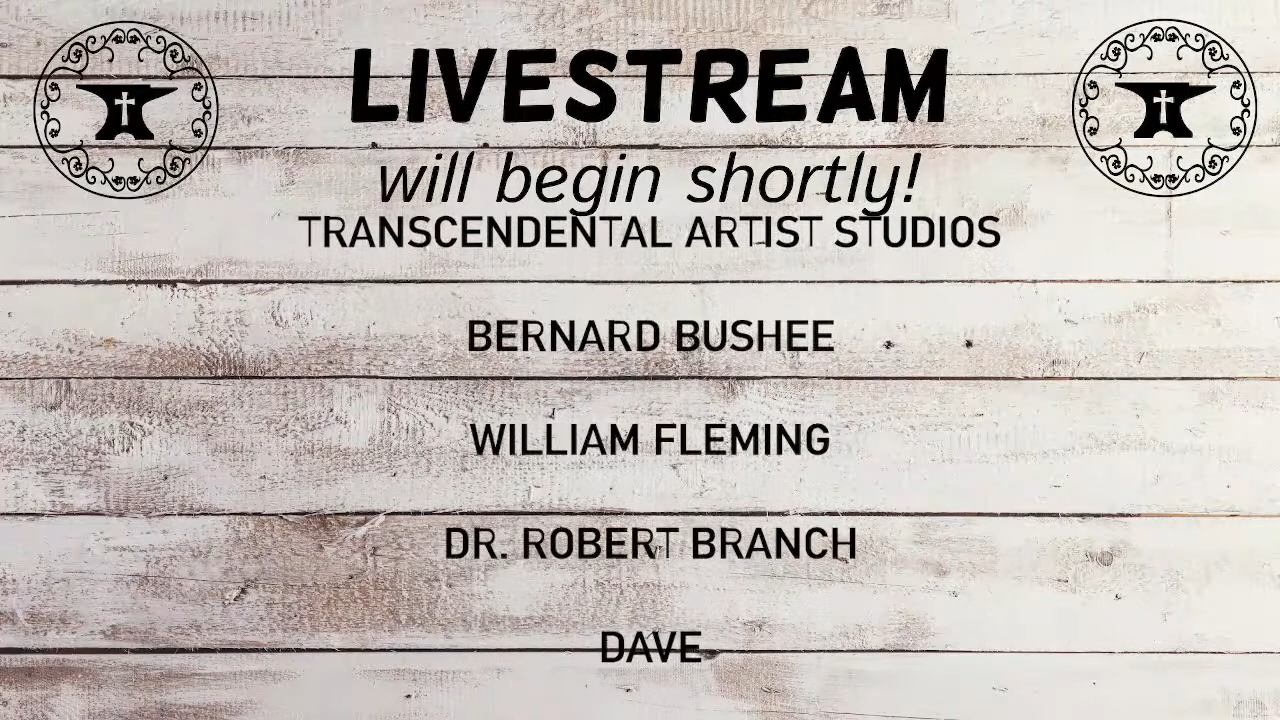 LIVESTREAM
will begin shortly!
TRANSCENDENTAL ARTIST STUDIOS
BERNARD BUSHEE
WILLIAM FLEMING
DR. ROBERT BRANCH
DAVE